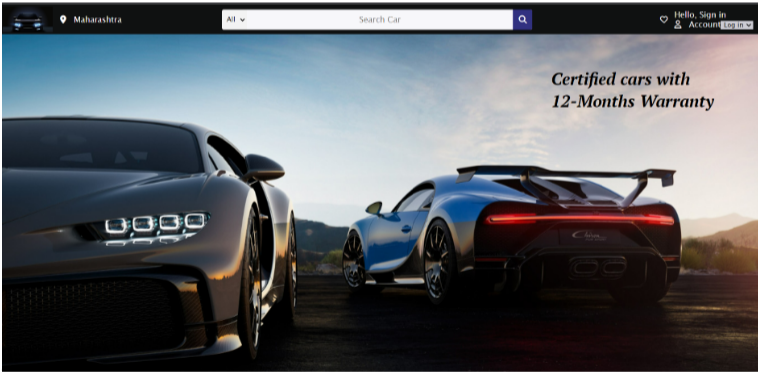 Maharashtra
All
Search Car
Hello, Sign in
Account
Log in
Certified cars with
12-Months Warranty